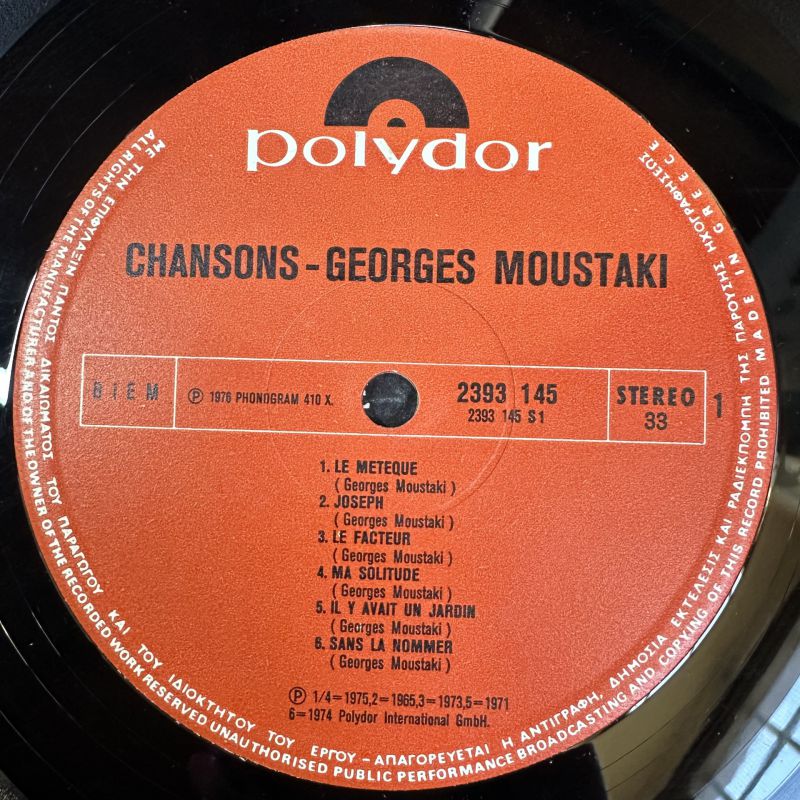 polydor
CHANSONS - GEORGES MOUSTAKI
BIEM
Ⓟ 1976 PHONOGRAM 410 X.
2393 145
2393 145 S1
STEREO
33
1
1. LE METEQUE
( Georges Moustaki )
2. JOSEPH
( Georges Moustaki )
3. LE FACTEUR
( Georges Moustaki )
4. MA SOLITUDE
( Georges Moustaki )
5. IL Y AVAIT UN JARDIN
( Georges Moustaki )
6. SANS LA NOMMER
( Georges Moustaki )
Ⓟ 1/4=1975,2=1965,3=1973,5=1971
6=1974 Polydor International GmbH.
ΜΕ ΤΗΝ ΕΠΙΦΥΛΑΞΙΝ ΠΑΝΤΟΣ ΔΙΚΑΙΩΜΑΤΟΣ ΤΟΥ ΠΑΡΑΓΩΓΟΥ ΚΑΙ ΤΟΥ ΙΔΙΟΚΤΗΤΟΥ ΤΟΥ ΕΡΓΟΥ - ΑΠΑΓΟΡΕΥΕΤΑΙ Η ΑΝΤΙΓΡΑΦΗ, ΔΗΜΟΣΙΑ ΕΚΤΕΛΕΣΙΣ ΚΑΙ ΡΑΔΙΕΚΠΟΜΠΗ ΤΗΣ ΠΑΡΟΥΣΗΣ ΗΧΟΓΡΑΦΗΣΕΩΣ
ALL RIGHTS OF THE MANUFACTURER AND OF THE OWNER OF THE RECORDED WORK RESERVED UNAUTHORISED PUBLIC PERFORMANCE BROADCASTING AND COPYING OF THIS RECORD PROHIBITED MADE IN GREECE